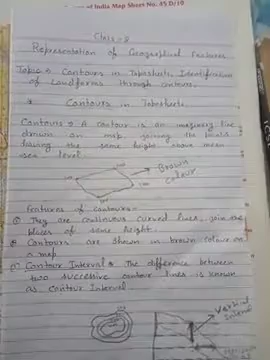 of India Map Sheet No: 45 D/10
Class - 8
Representation of Geographical Features
Topic : Contours in Toposheets Identification
of Landforms through contours.
Contours in Toposheets.
Contours : A contour is an imaginary line
drawn on map joining the points
having the same height above mean
sea level.
Brown
colour
Features of contours -
They are continuous curved lines, join the
places of same height.
Contours are shown in brown colour on
a map.
Contour Interval : The difference between
two successive contour lines is known
as contour Interval.
Vertical